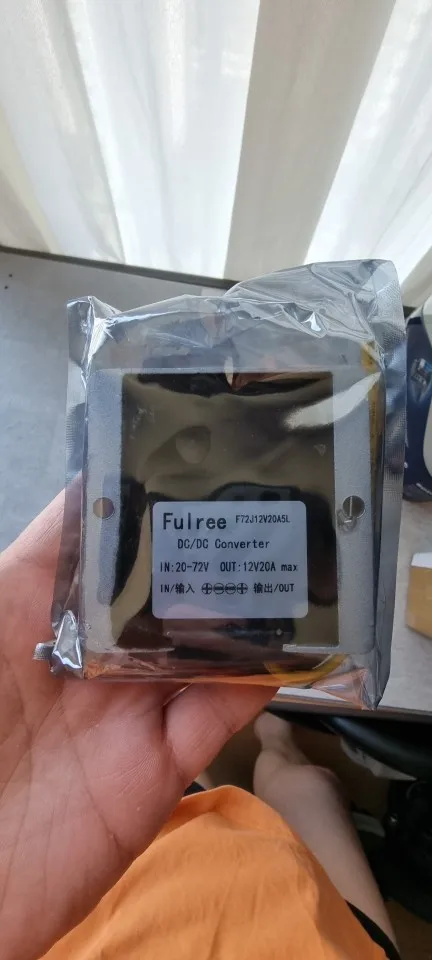 Fulree F72J12V20A5L
DC/DC Converter
IN:20-72V OUT:12V20A max
IN/输入 输出/OUT